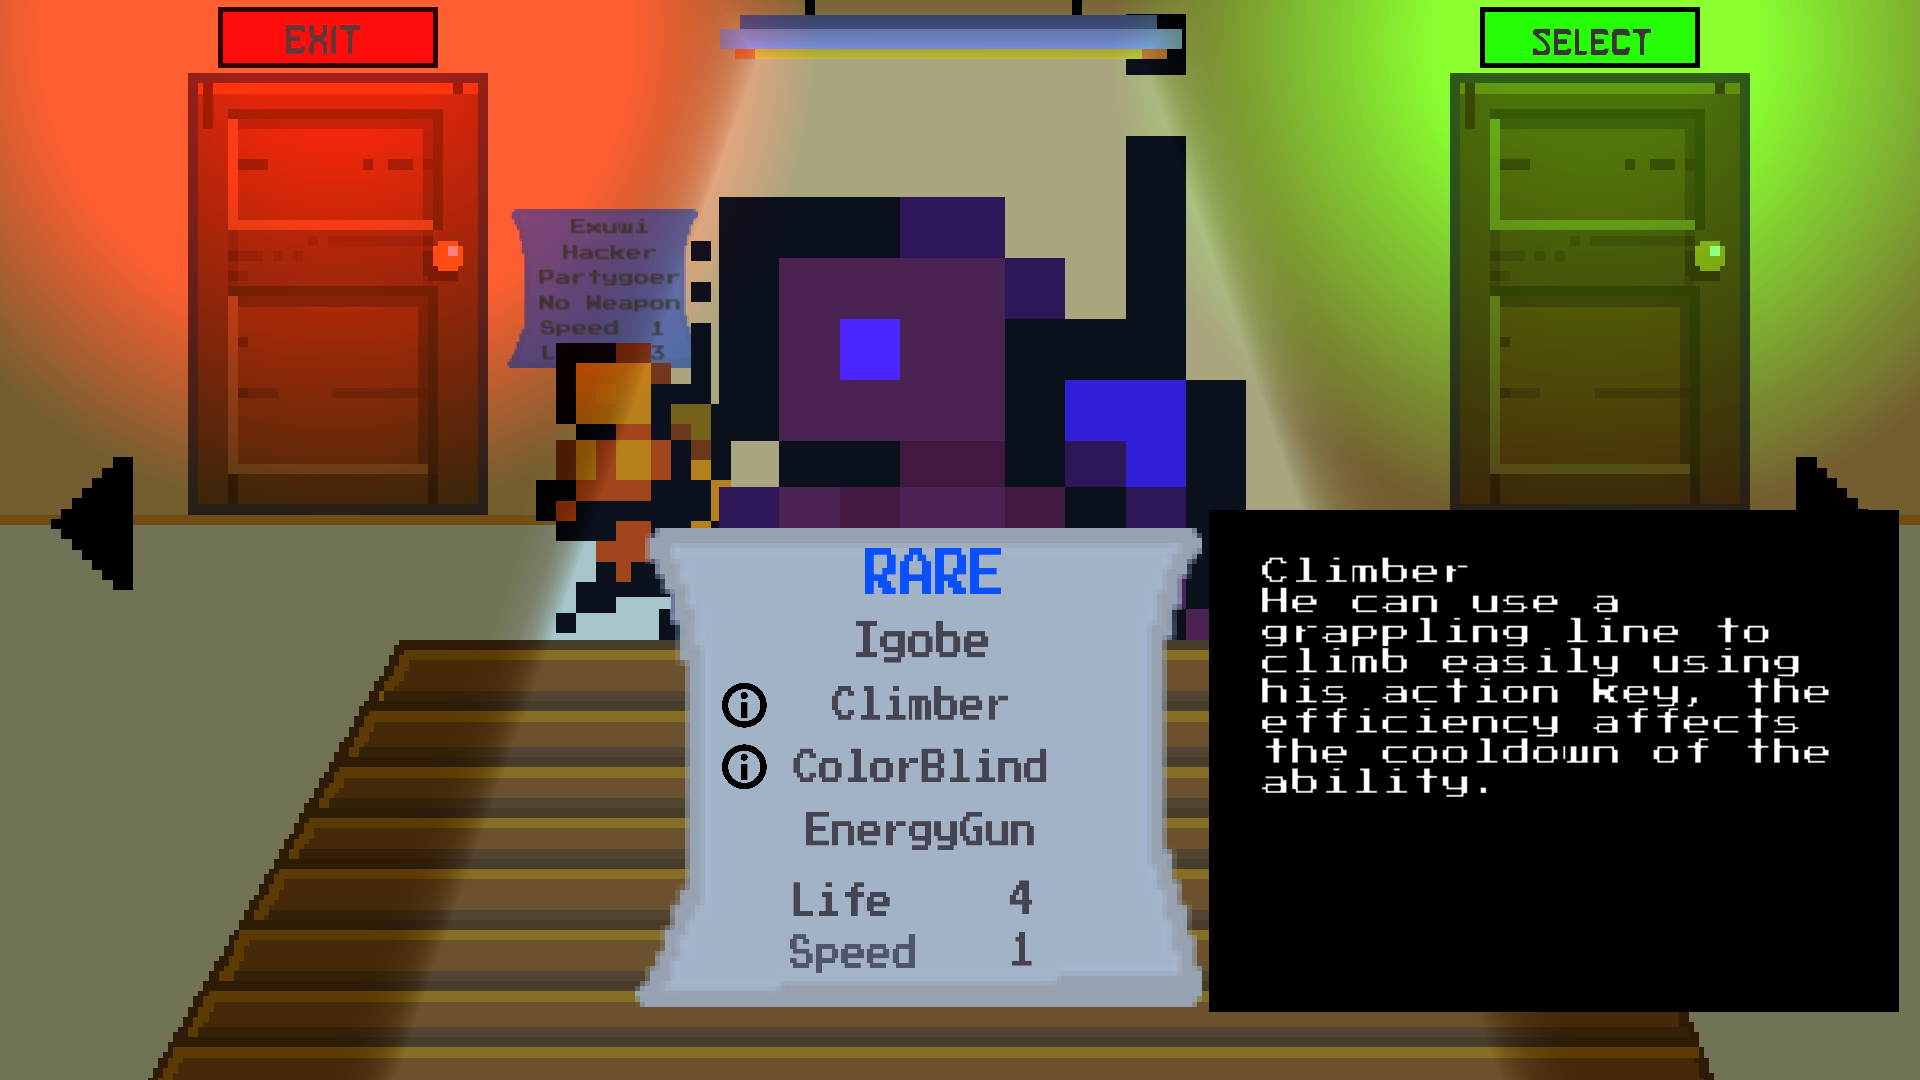 EXIT
SELECT
Exuwi
Hacker
Partygoer
No Weapon
Speed 1
L 3
RARE
Igobe
Climber
ColorBlind
EnergyGun
Life 4
Speed 1
Climber
He can use a
grappling line to
climb easily using
his action key, the
efficiency affects
the cooldown of the
ability.